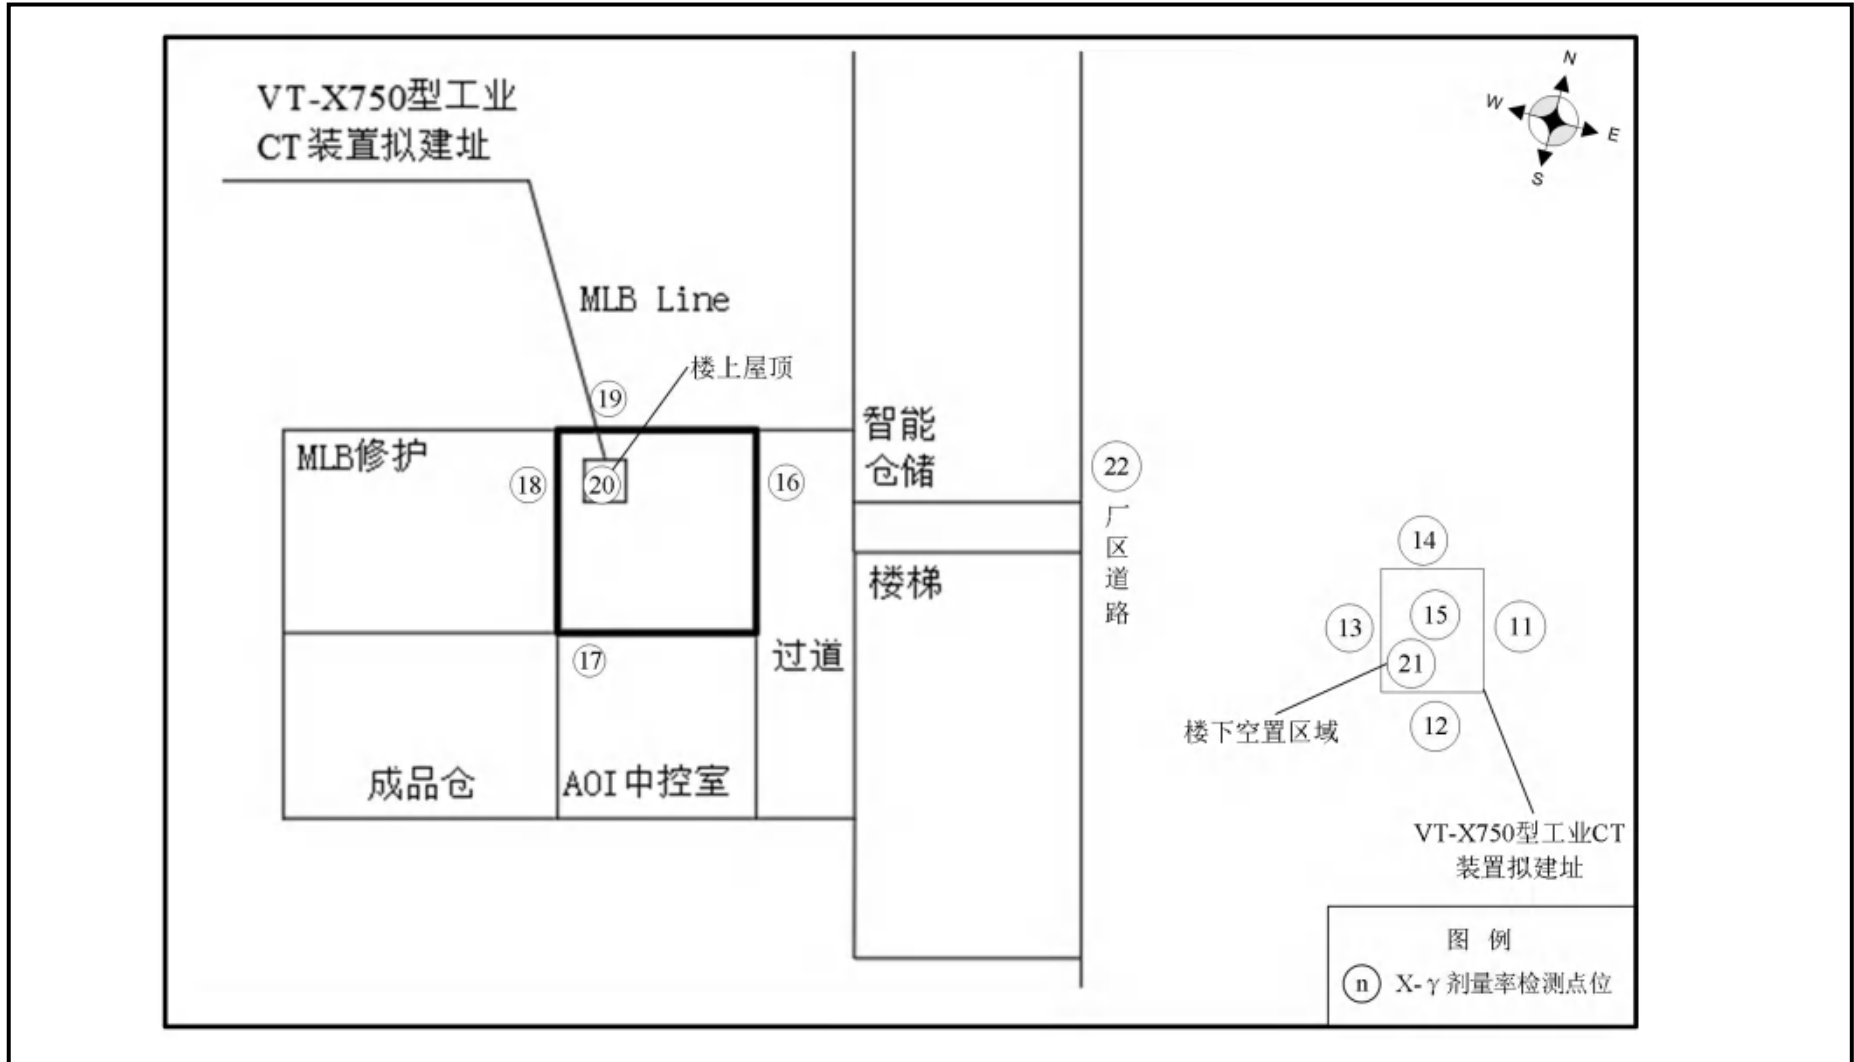 VT-X750型工业
CT装置拟建址
N
W
E
S
MLB Line
楼上屋顶
19
智能
仓储
MLB修护
18
20
16
22
厂区道路
14
楼梯
13
15
11
21
17
过道
12
楼下空置区域
成品仓
AOI中控室
VT-X750型工业CT
装置拟建址
图 例
n X-γ剂量率检测点位